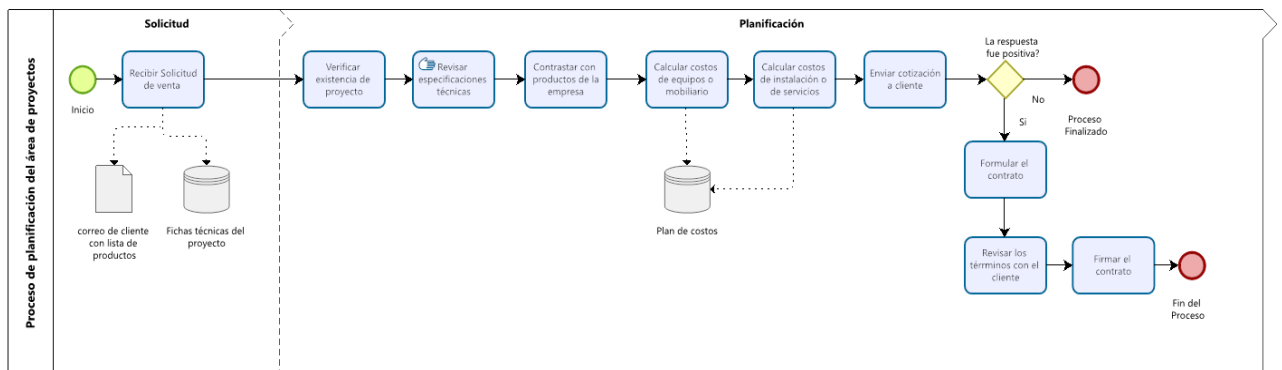 Proceso de planificación del área de proyectos
Solicitud
Planificación
Inicio
Recibir Solicitud
de venta
correo de cliente
con lista de
productos
Fichas técnicas del
proyecto
Verificar
existencia de
proyecto
Revisar
especificaciones
técnicas
Contrastar con
productos de la
empresa
Calcular costos
de equipos o
mobiliario
Calcular costos
de instalación o
de servicios
Plan de costos
Enviar cotización
a cliente
La respuesta
fue positiva?
No
Proceso
Finalizado
Si
Formular el
contrato
Revisar los
términos con el
cliente
Firmar el
contrato
Fin del
Proceso